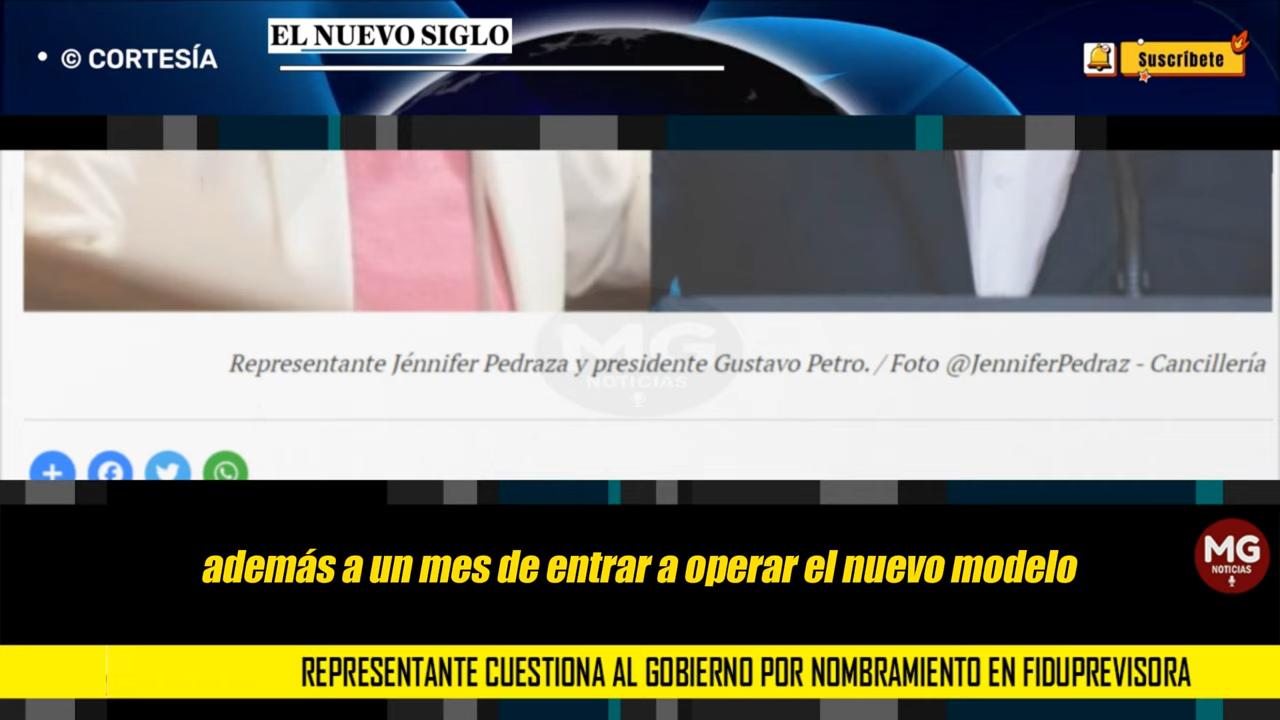 • © CORTESÍA
EL NUEVO SIGLO
Suscríbete
MG
NOTICIAS
Representante Jénnifer Pedraza y presidente Gustavo Petro. / Foto @JenniferPedraz - Cancillería
además a un mes de entrar a operar el nuevo modelo
MG
NOTICIAS
REPRESENTANTE CUESTIONA AL GOBIERNO POR NOMBRAMIENTO EN FIDUPREVISORA